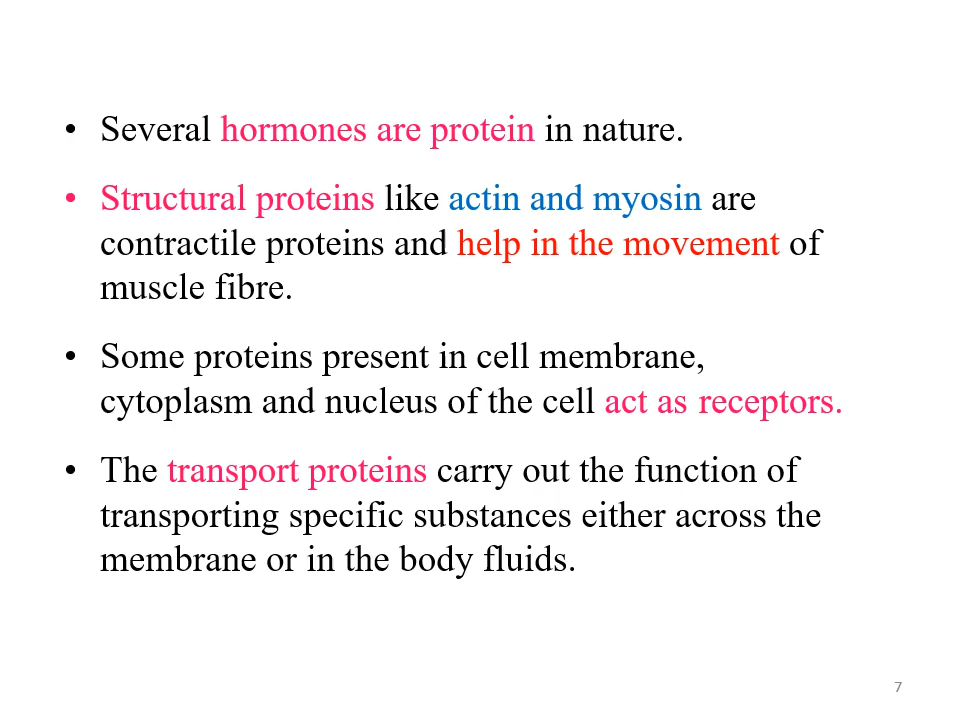 • Several hormones are protein in nature.
• Structural proteins like actin and myosin are
contractile proteins and help in the movement of
muscle fibre.
• Some proteins present in cell membrane,
cytoplasm and nucleus of the cell act as receptors.
• The transport proteins carry out the function of
transporting specific substances either across the
membrane or in the body fluids.
7